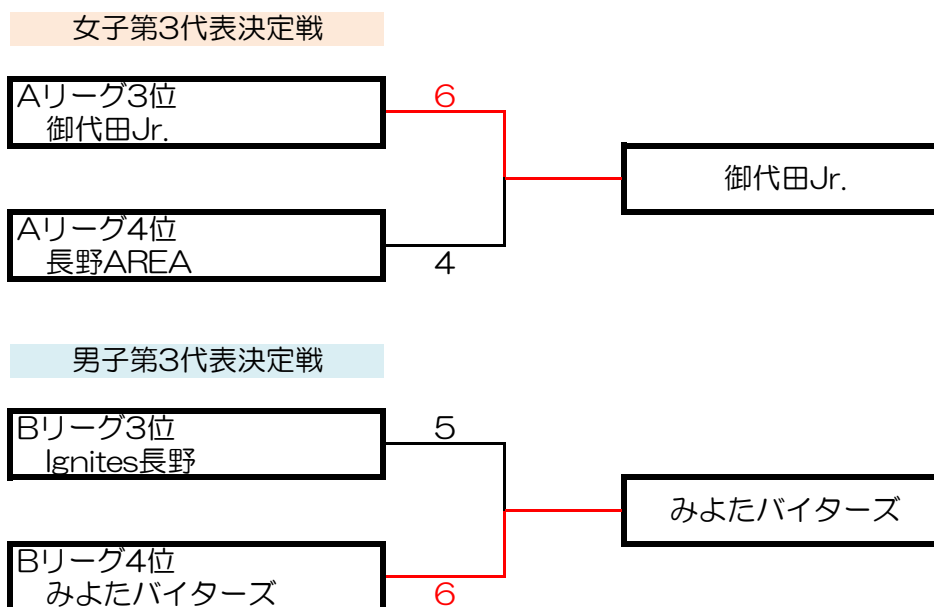 女子第3代表決定戦
Aリーグ3位
御代田Jr.
6
御代田Jr.
Aリーグ4位
長野AREA
4
男子第3代表決定戦
Bリーグ3位
Ignites長野
5
みよたバイターズ
Bリーグ4位
みよたバイターズ
6